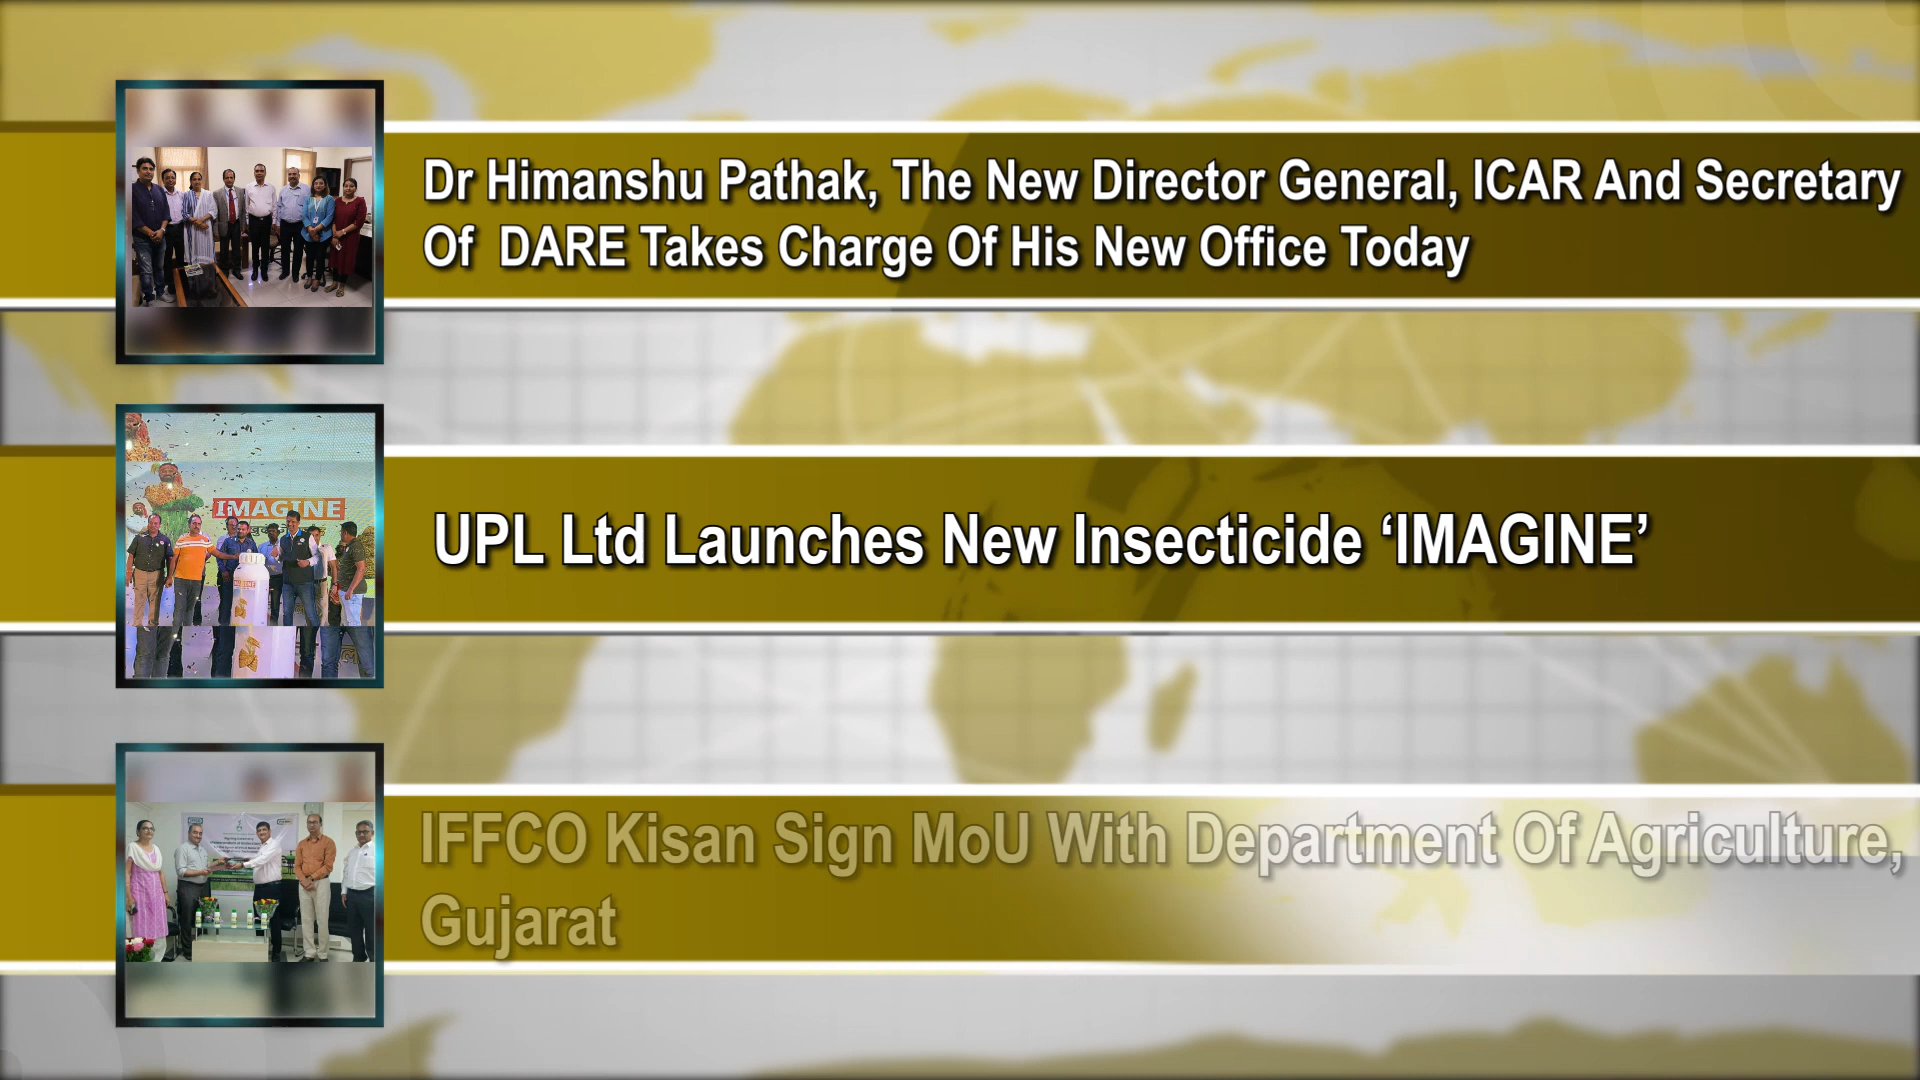 Dr Himanshu Pathak, The New Director General, ICAR And Secretary
Of DARE Takes Charge Of His New Office Today
IMAGINE
UPL Ltd Launches New Insecticide ‘IMAGINE’
IFFCO Kisan Sign MoU With Department Of Agriculture,
Gujarat